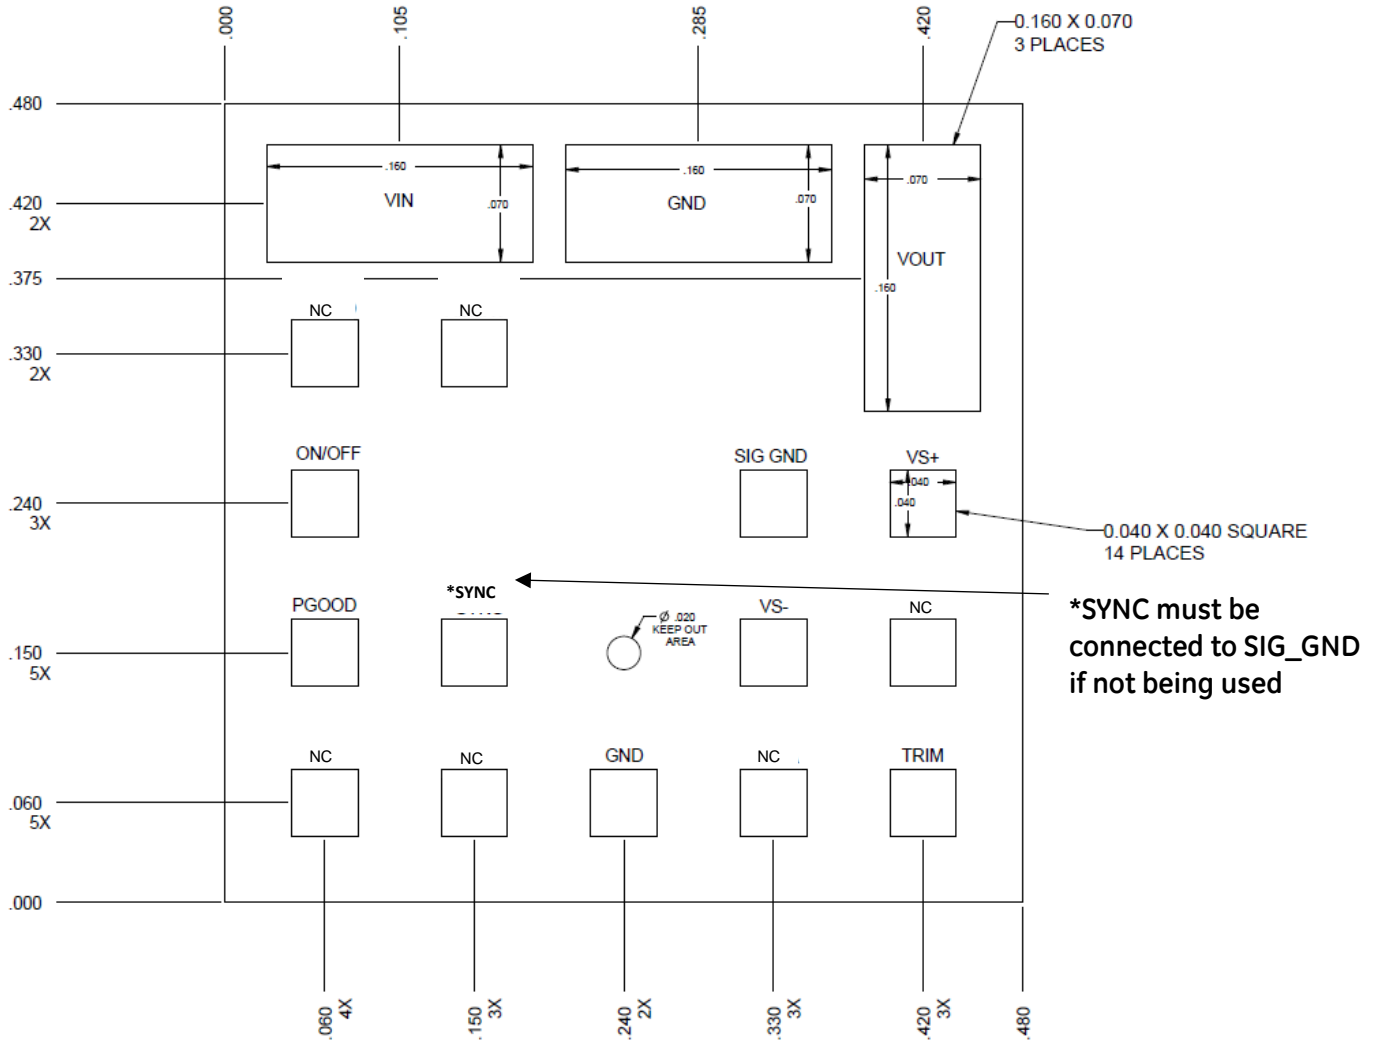 .000
.105
.285
.420
0.160 X 0.070
3 PLACES
.480
.160
.160
.070
VIN
.070
GND
.070
.420
2X
VOUT
.375
.160
NC
NC
.330
2X
ON/OFF
SIG GND
VS+
.040
.040
.240
3X
0.040 X 0.040 SQUARE
14 PLACES
*SYNC
*SYNC must be
connected to SIG_GND
if not being used
PGOOD
Ø .020
KEEP OUT
AREA
VS-
NC
.150
5X
NC
NC
GND
NC
TRIM
.060
5X
.000
.060 4X
.150 3X
.240 2X
.330 3X
.420 3X
.480